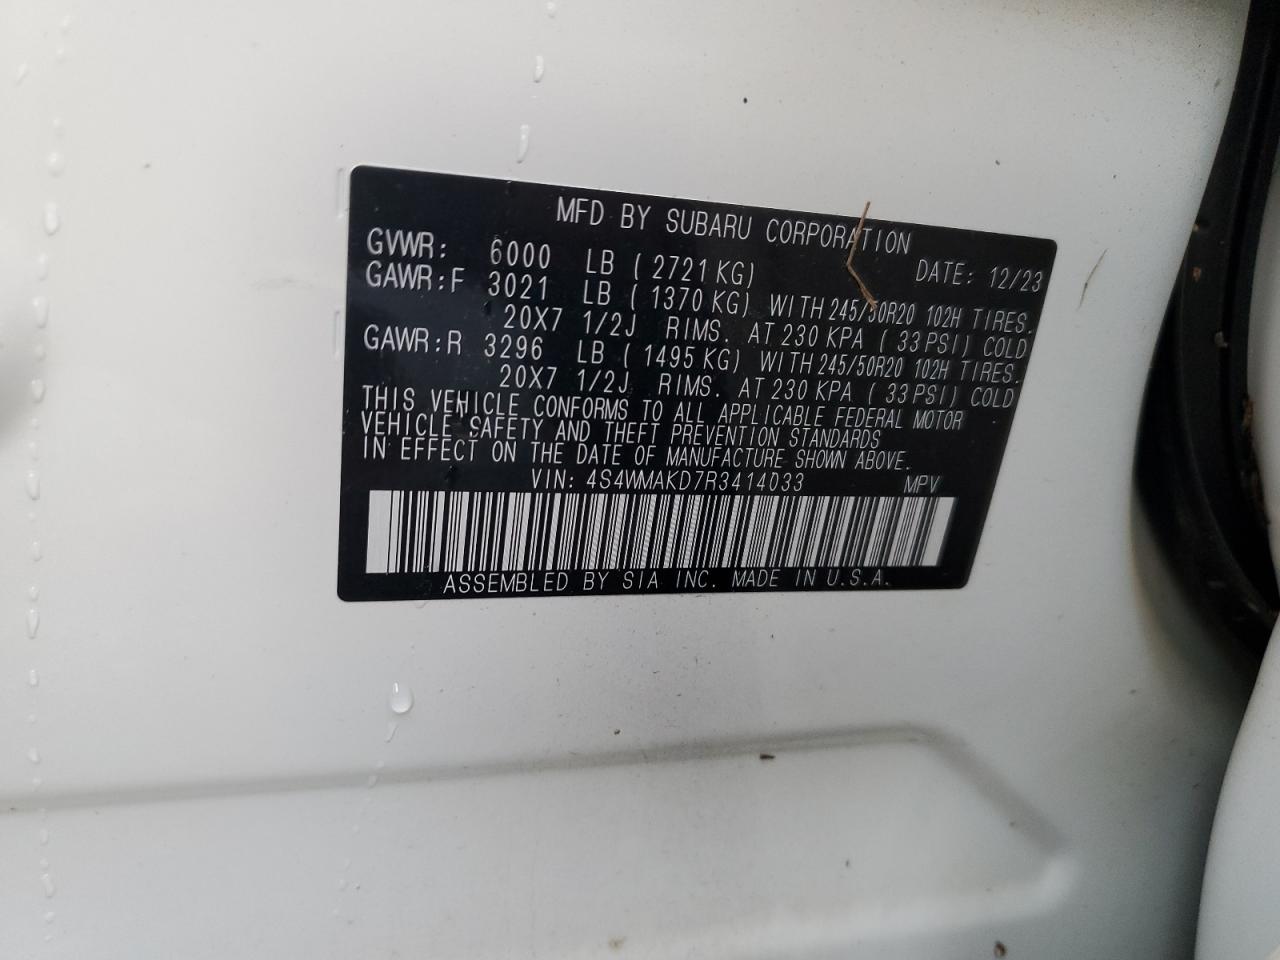 MFD BY SUBARU CORPORATION
GVWR: 6000 LB (2721 KG) DATE: 12/23
GAWR:F 3021 LB (1370 KG) WITH 245/50R20 102H TIRES.
20X7 1/2J RIMS. AT 230 KPA (33 PSI) COLD
GAWR:R 3296 LB (1495 KG) WITH 245/50R20 102H TIRES.
20X7 1/2J RIMS. AT 230 KPA (33 PSI) COLD
THIS VEHICLE CONFORMS TO ALL APPLICABLE FEDERAL MOTOR
VEHICLE SAFETY AND THEFT PREVENTION STANDARDS
IN EFFECT ON THE DATE OF MANUFACTURE SHOWN ABOVE.
VIN: 4S4WMAKD7R3414033 MPV
ASSEMBLED BY SIA INC. MADE IN U.S.A.